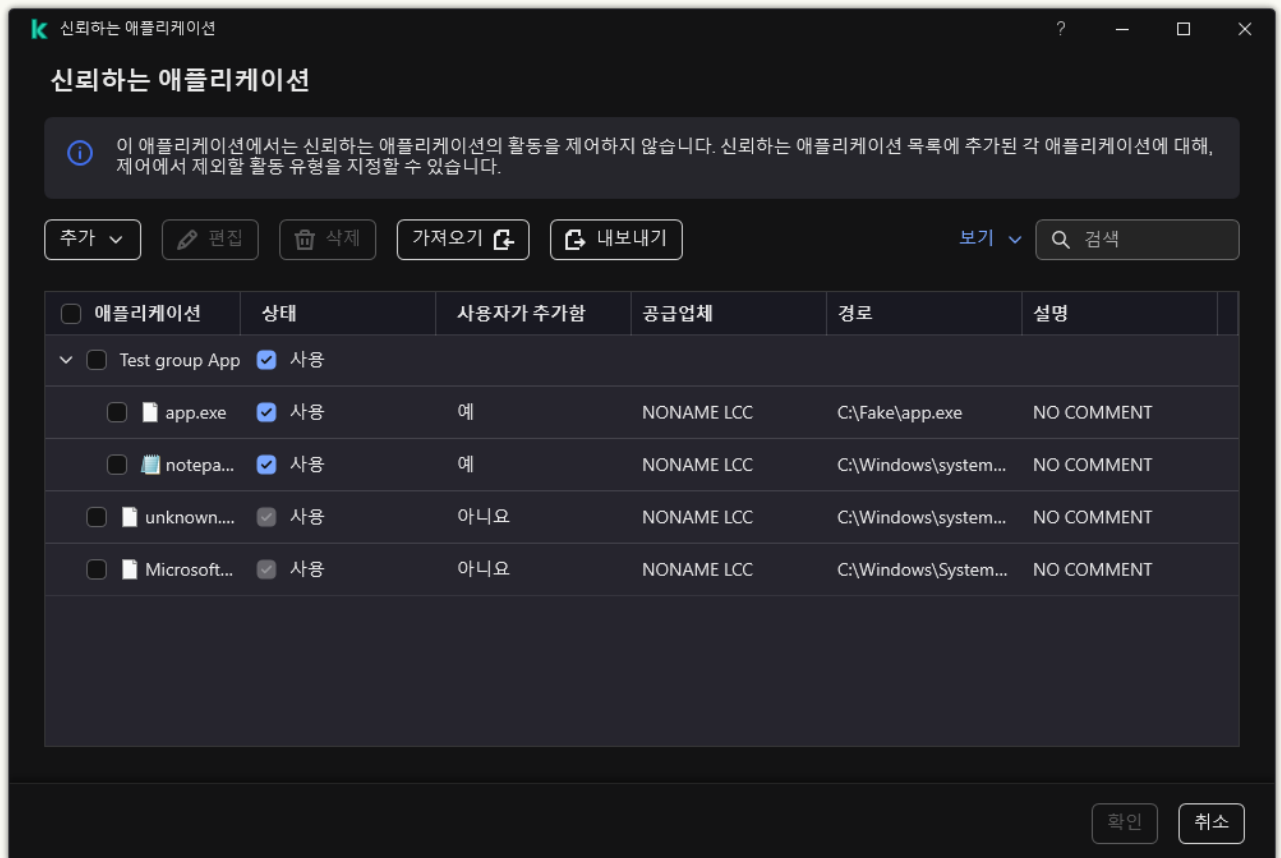 신뢰하는 애플리케이션
신뢰하는 애플리케이션
이 애플리케이션에서는 신뢰하는 애플리케이션의 활동을 제어하지 않습니다. 신뢰하는 애플리케이션 목록에 추가된 각 애플리케이션에 대해,
제어에서 제외할 활동 유형을 지정할 수 있습니다.
추가 편집 삭제 가져오기 내보내기 보기 검색
애플리케이션 상태 사용자가 추가함 공급업체 경로 설명
Test group App 사용
app.exe 사용 예 NONAME LCC C:\Fake\app.exe NO COMMENT
notepa... 사용 예 NONAME LCC C:\Windows\system... NO COMMENT
unknown.... 사용 아니요 NONAME LCC C:\Windows\system... NO COMMENT
Microsoft... 사용 아니요 NONAME LCC C:\Windows\System... NO COMMENT
확인 취소